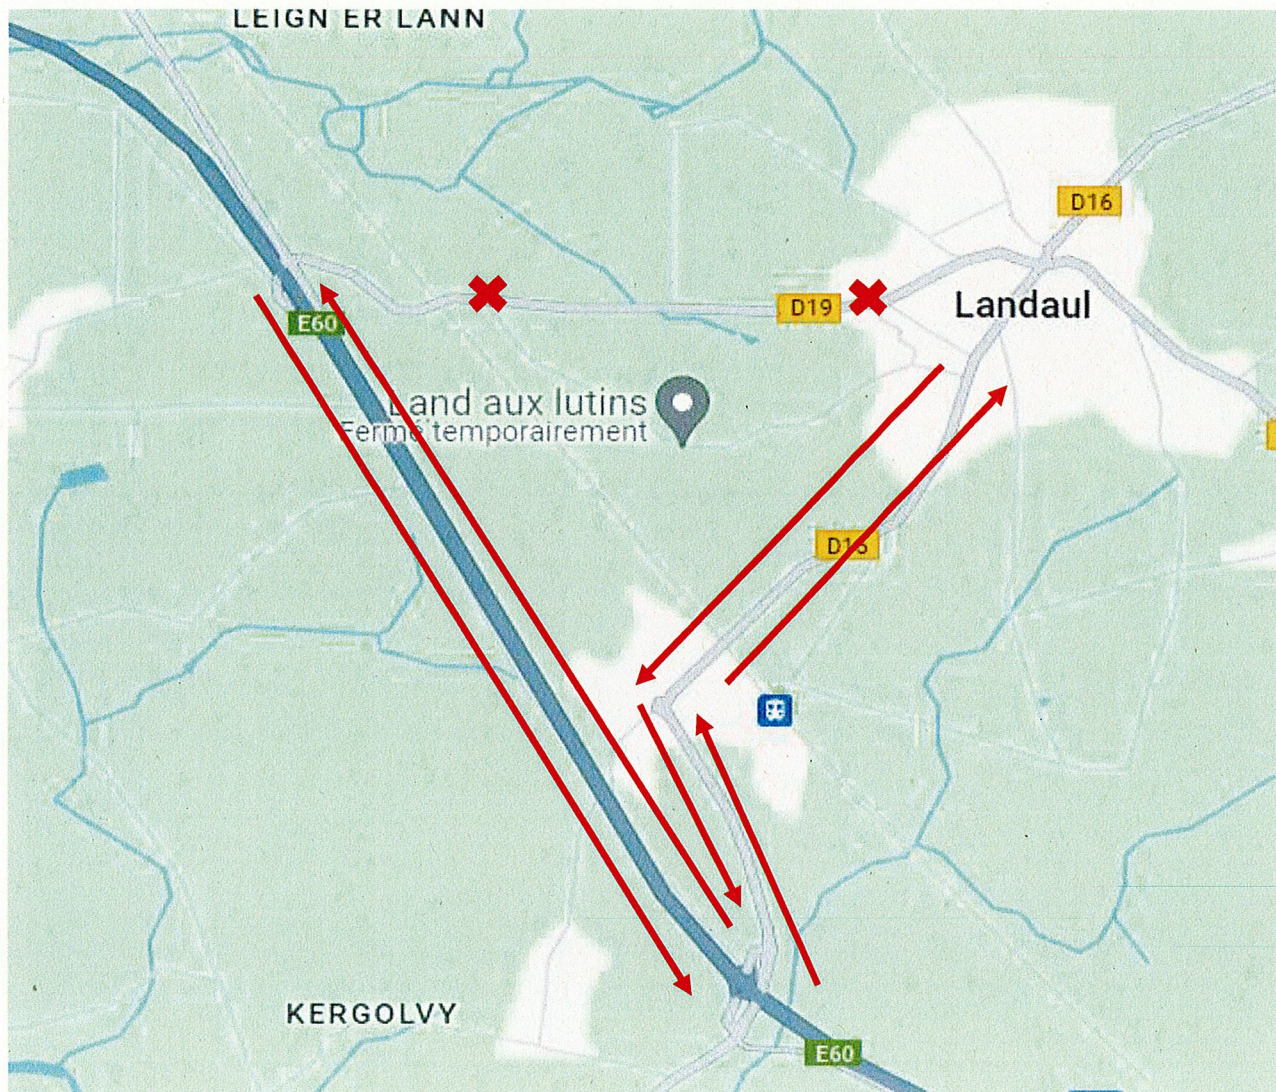 LEIGN ER LANN
D16
D19
Landaul
E60
Land aux lutins
Fermé temporairement
D16
KERGOLVY
E60